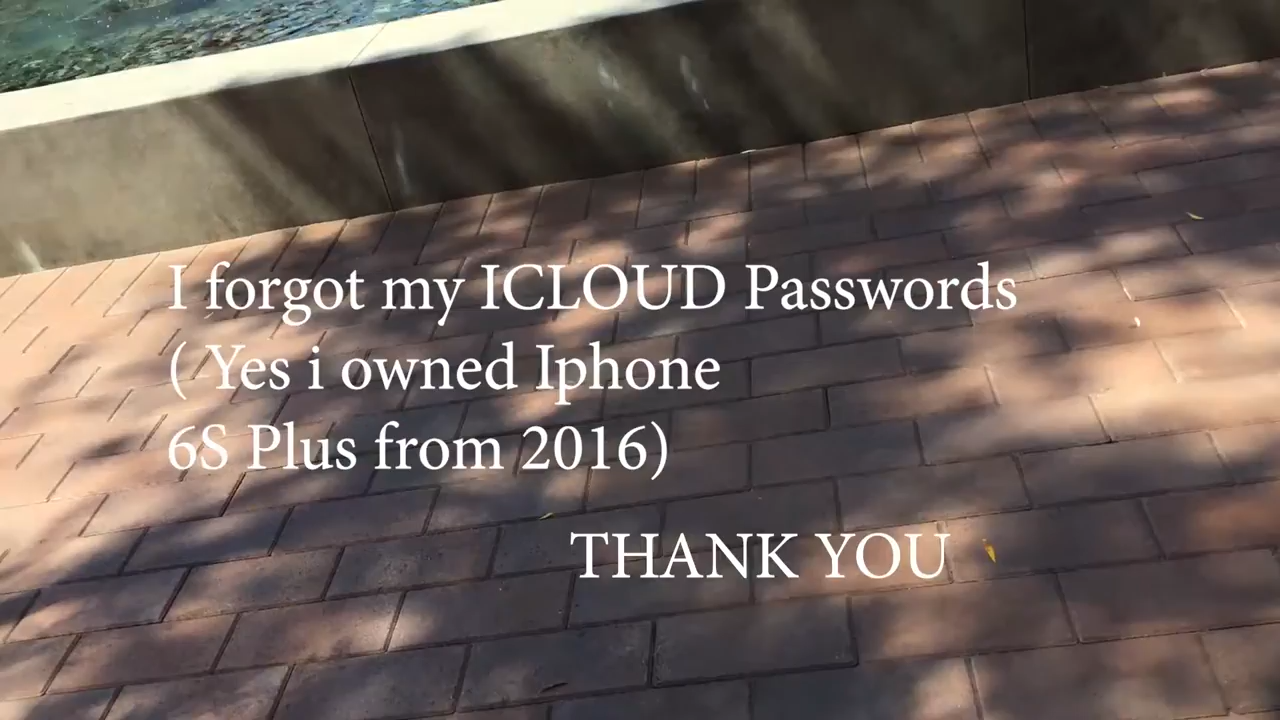 I forgot my ICLOUD Passwords
( Yes i owned Iphone
6S Plus from 2016)
THANK YOU